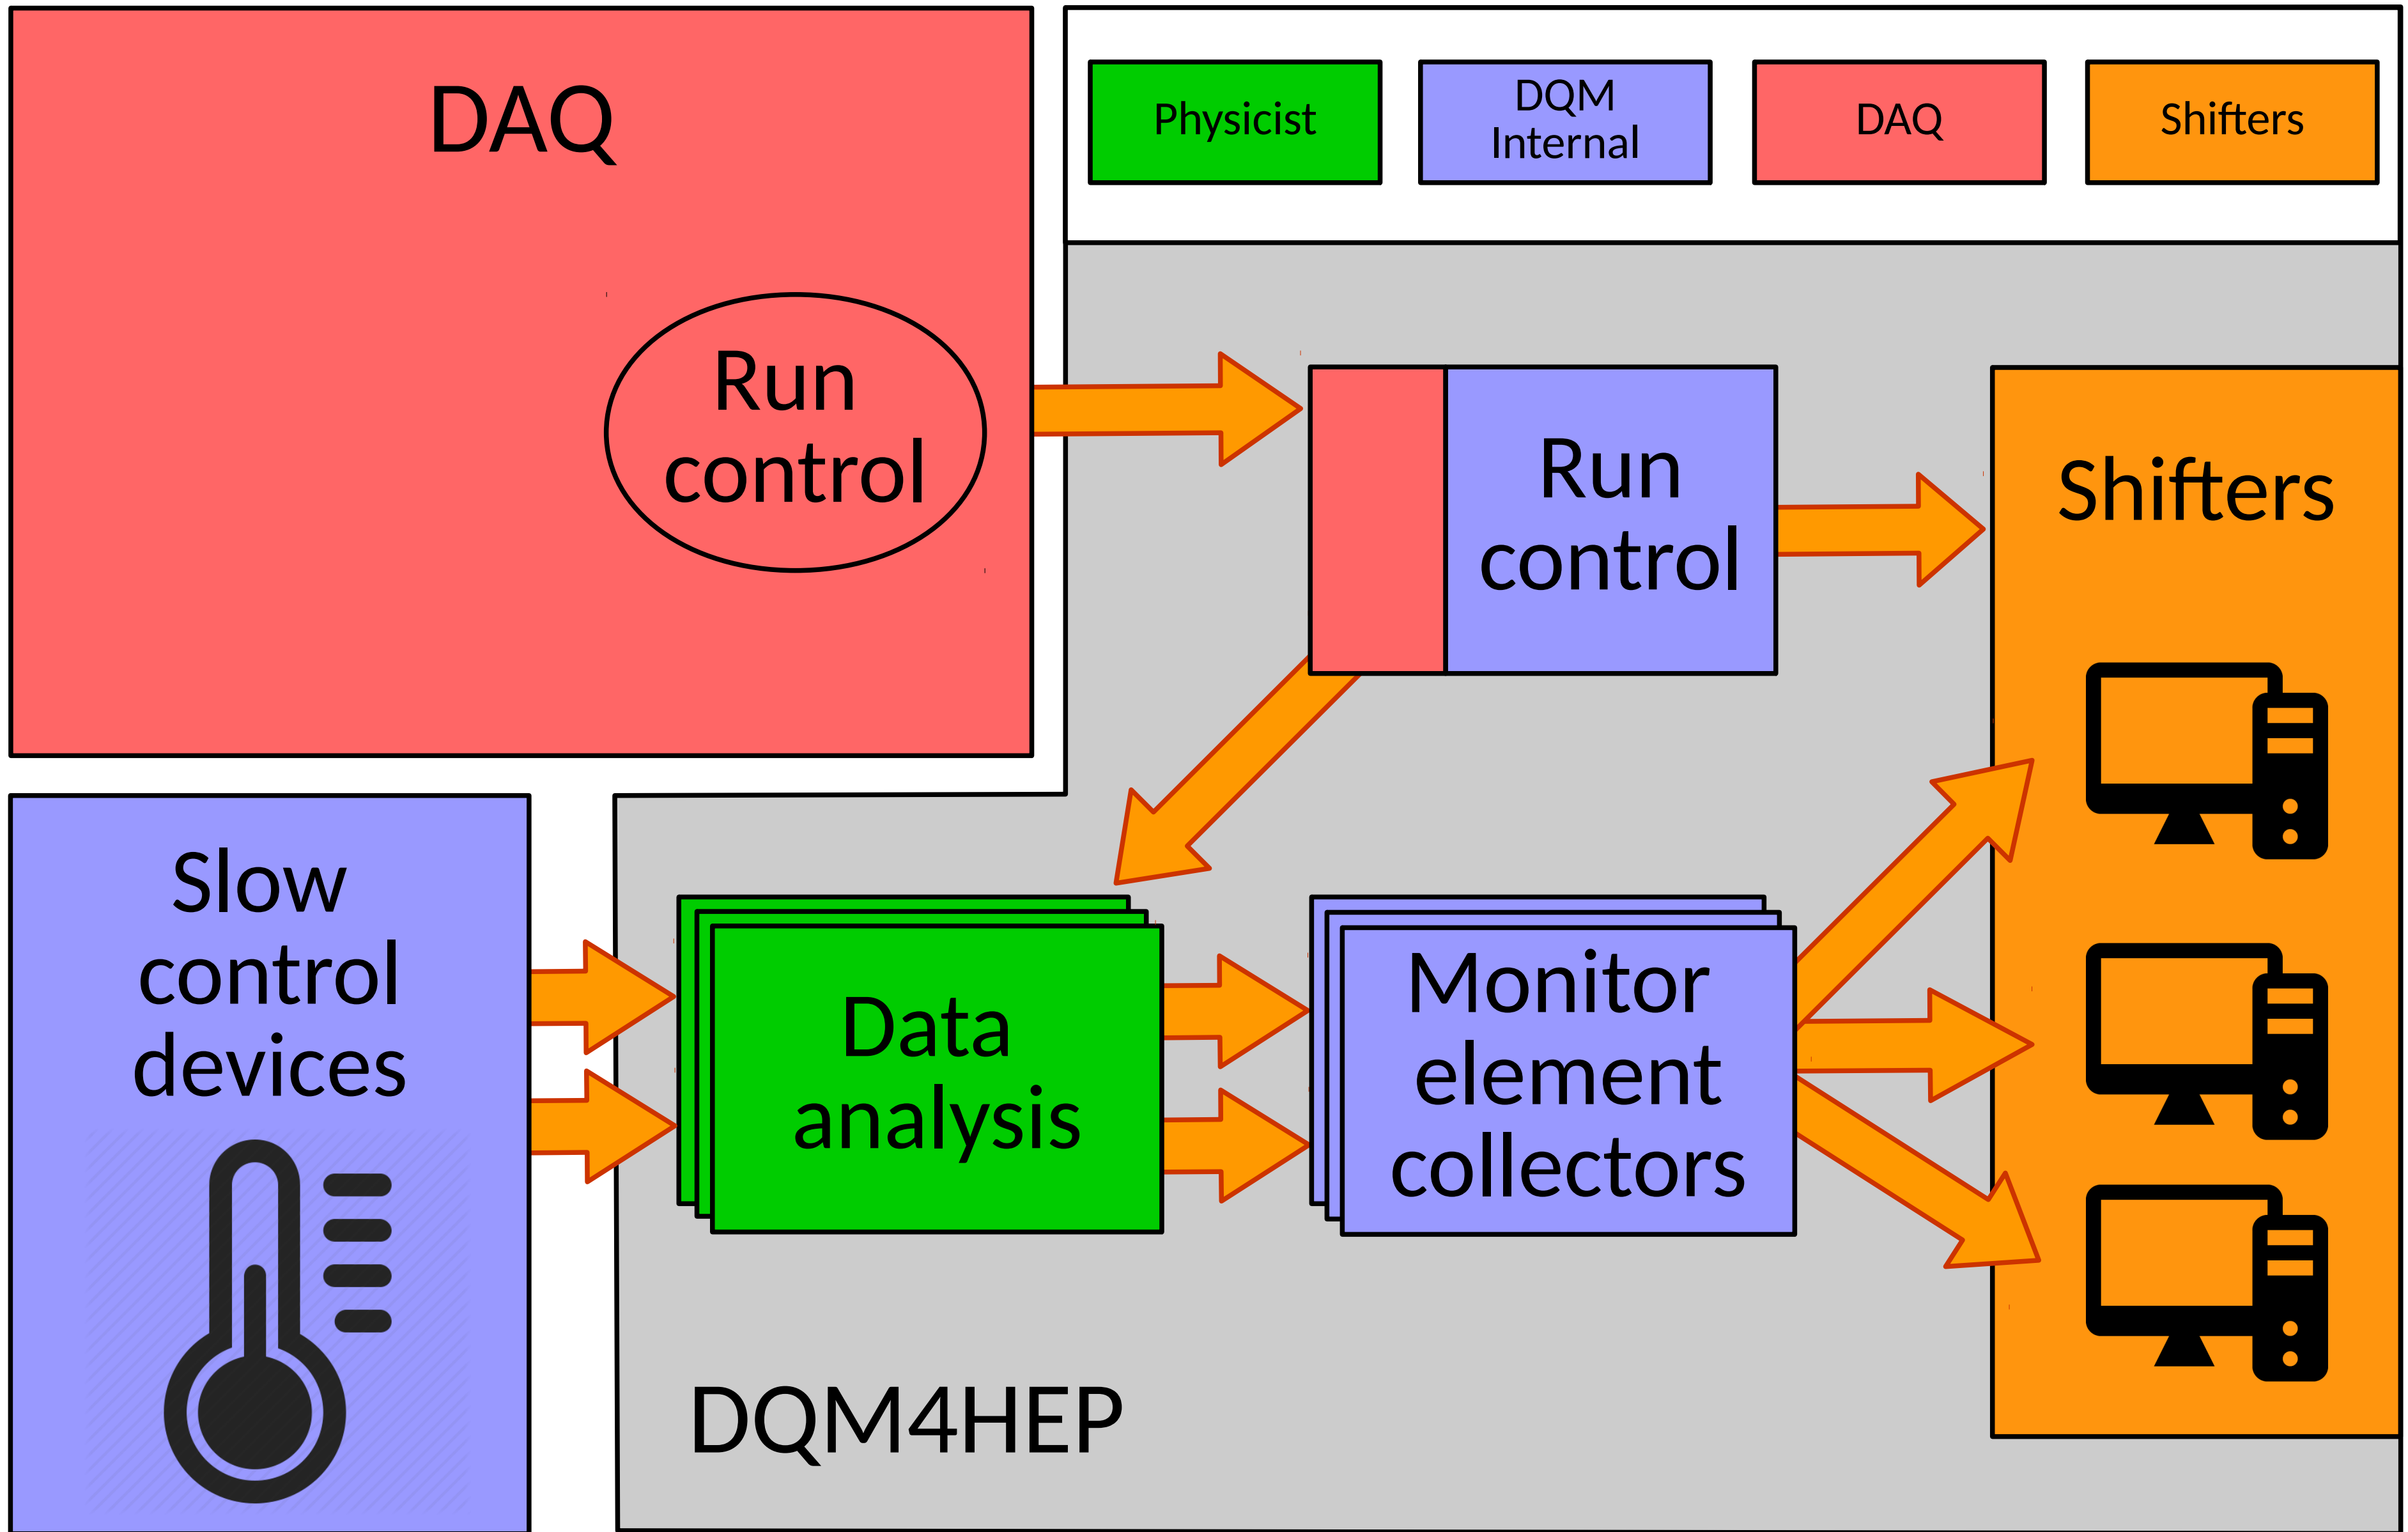 DAQ
Physicist
DQM
Internal
DAQ
Shifters
Run
control
Run
control
Shifters
Slow
control
devices
Data
analysis
Monitor
element
collectors
DQM4HEP